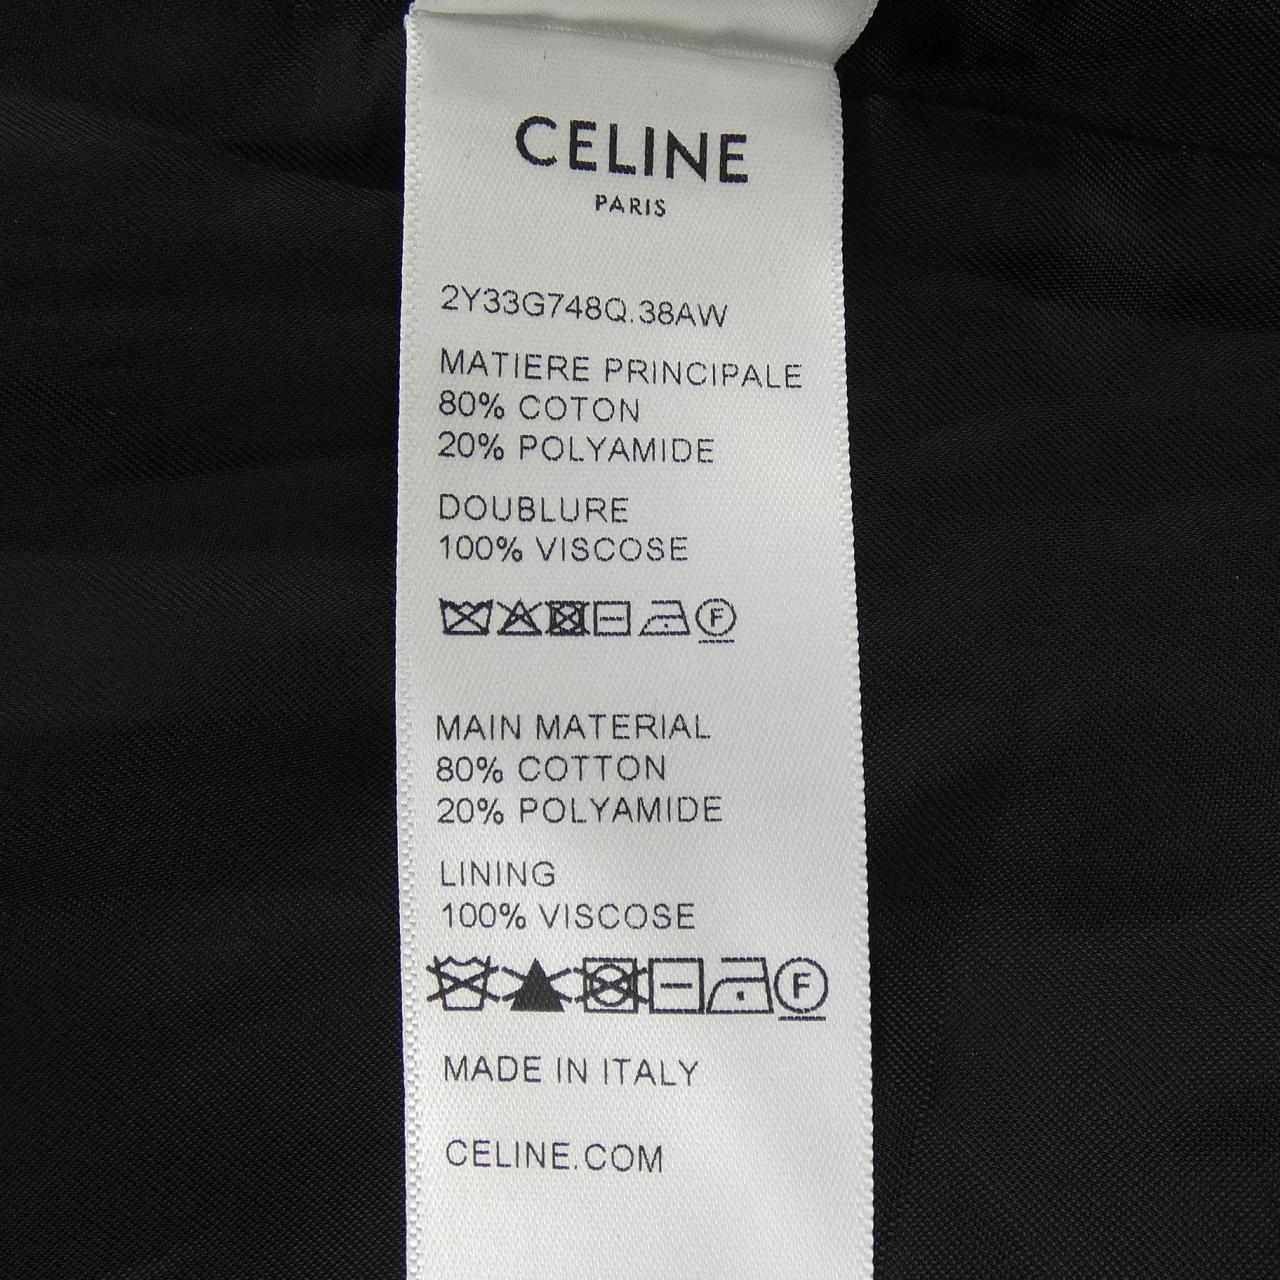 CELINE
PARIS
2Y33G748Q.38AW
MATIERE PRINCIPALE
80% COTON
20% POLYAMIDE
DOUBLURE
100% VISCOSE
F
MAIN MATERIAL
80% COTTON
20% POLYAMIDE
LINING
100% VISCOSE
F
MADE IN ITALY
CELINE.COM